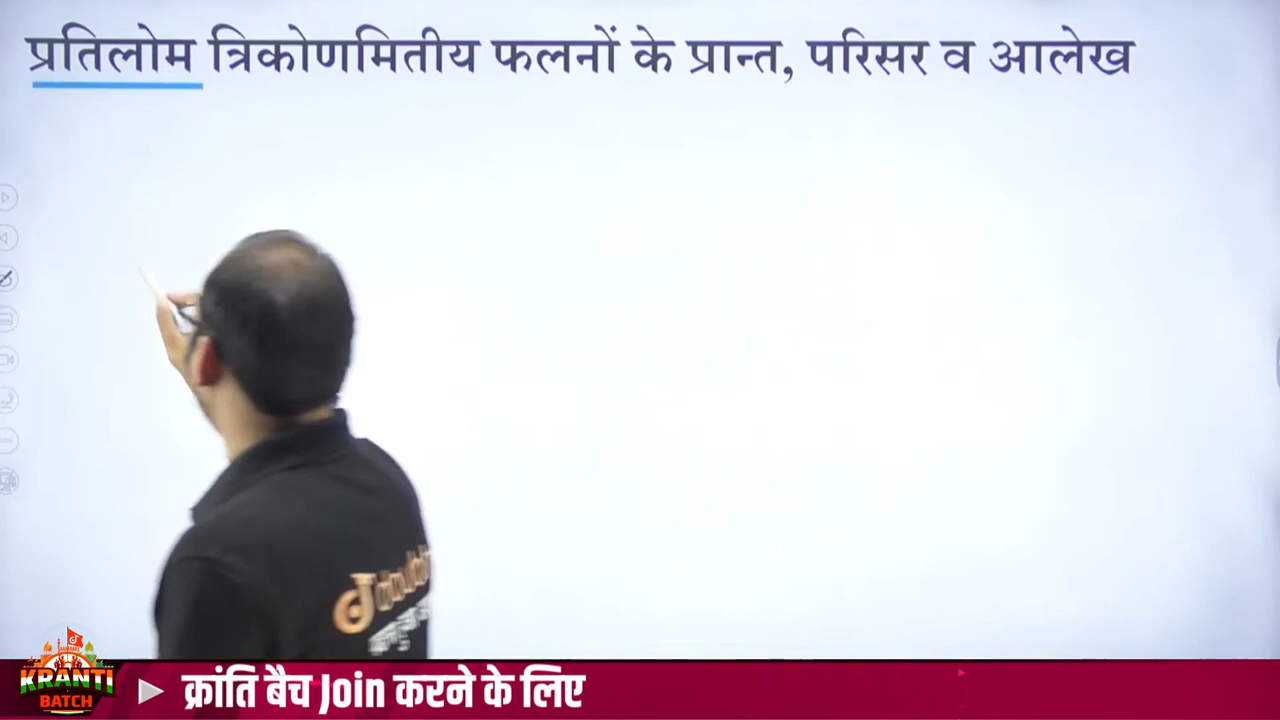 प्रतिलोम त्रिकोणमितीय फलनों के प्रान्त, परिसर व आलेख
KRANTI
BATCH
क्रांति बैच Join करने के लिए